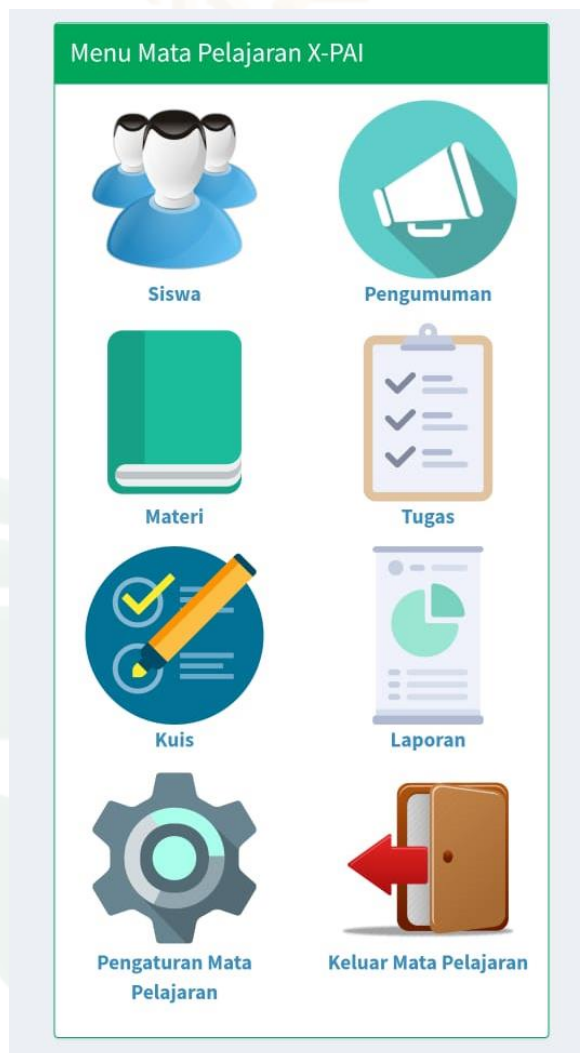 Menu Mata Pelajaran X-PAI
Siswa
Pengumuman
Materi
Tugas
Kuis
Laporan
Pengaturan Mata
Pelajaran
Keluar Mata Pelajaran